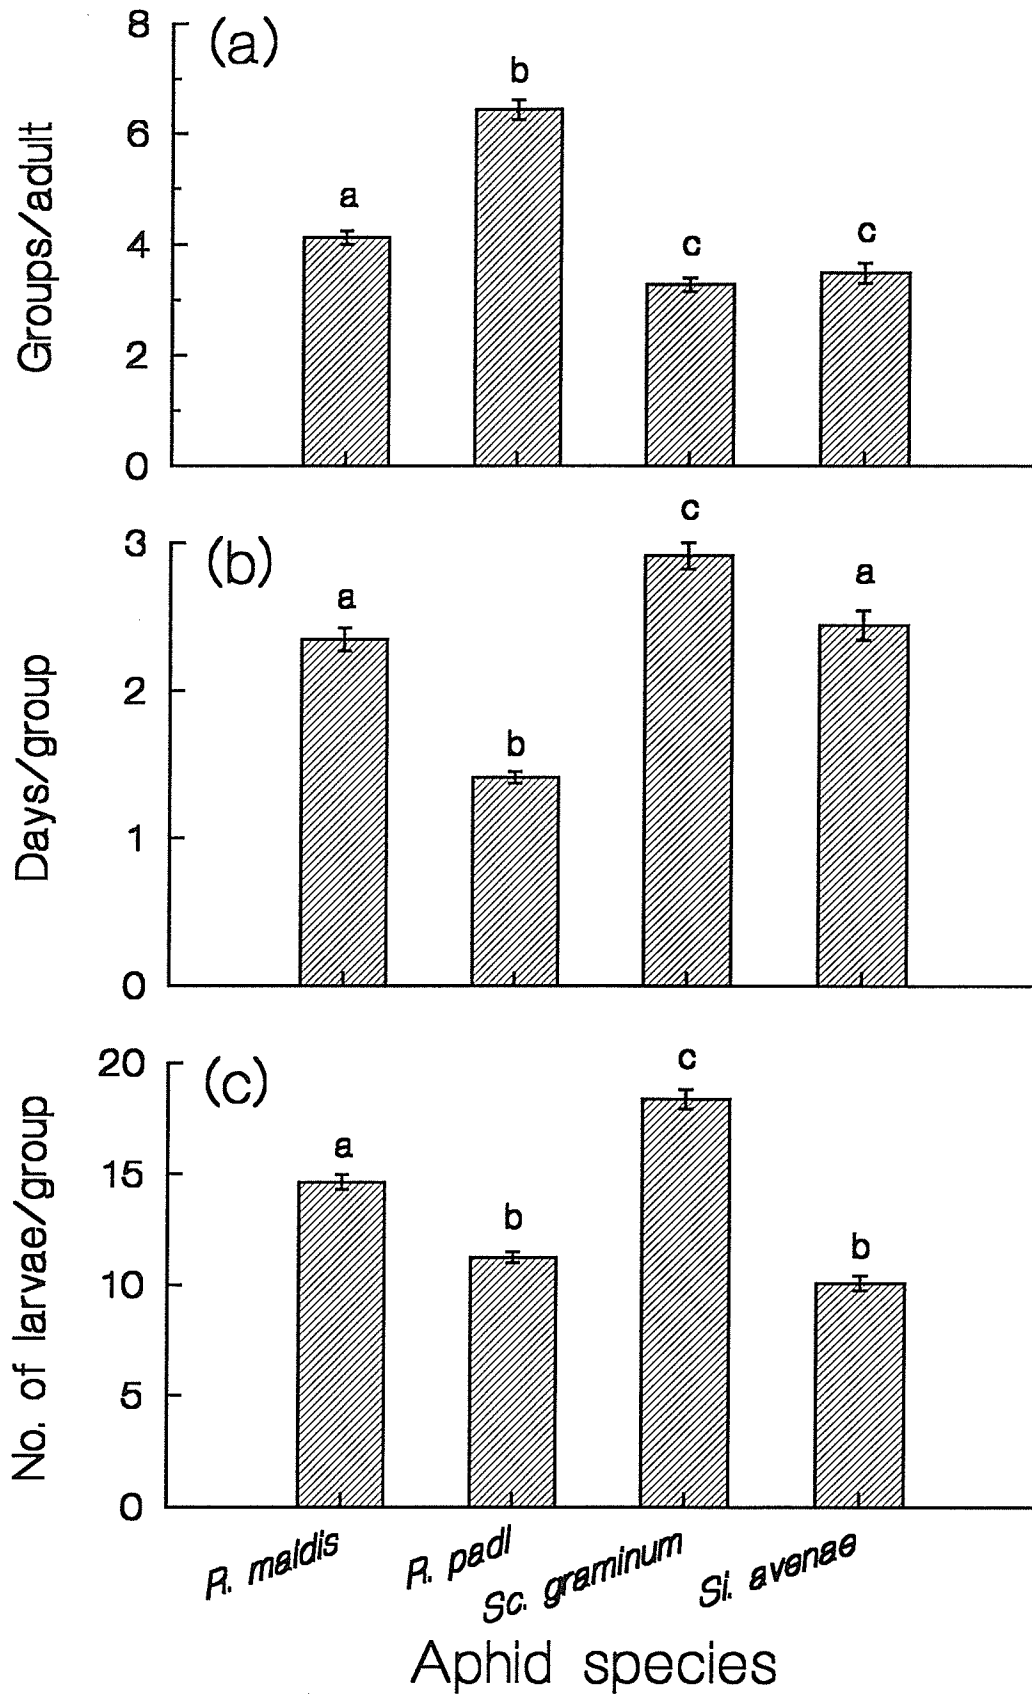 (a)
Groups/adult
8
6
4
2
0
a
b
c
c
(b)
Days/group
3
2
1
0
a
b
c
a
(c)
No. of larvae/group
20
15
10
5
0
a
b
c
b
R. maidis
R. padi
Sc. graminum
Si. avenae
Aphid species